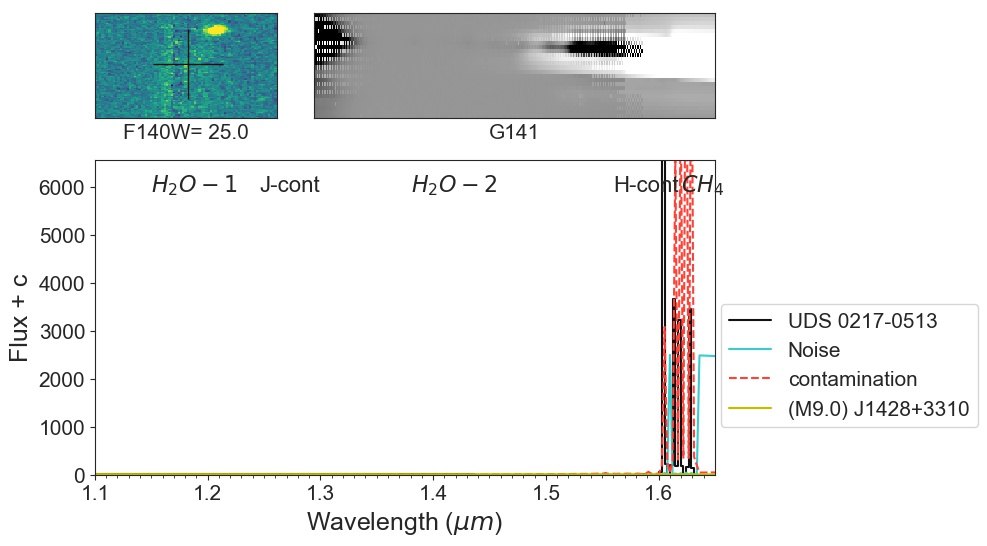 F140W= 25.0
G141
H₂O − 1 J-cont H₂O − 2 H-cont CH₄
6000
5000
4000
3000
2000
1000
0
Flux + c
1.1 1.2 1.3 1.4 1.5 1.6
Wavelength (μm)
UDS 0217-0513
Noise
contamination
(M9.0) J1428+3310